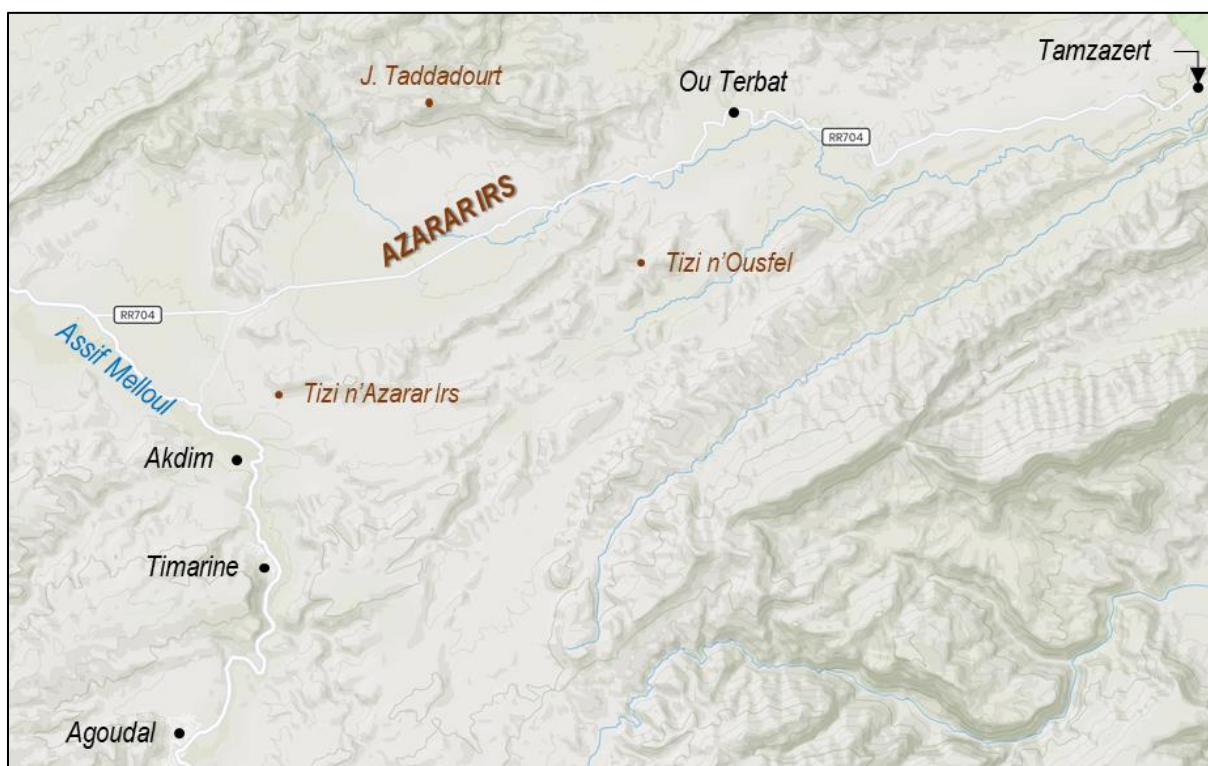 Tamzazert
J. Taddadourt
Ou Terbat
RR704
AZARAR IRS
Tizi n’Ousfel
RR704
Assif Melloul
Tizi n’Azarar Irs
Akdim
Timarine
Agoudal